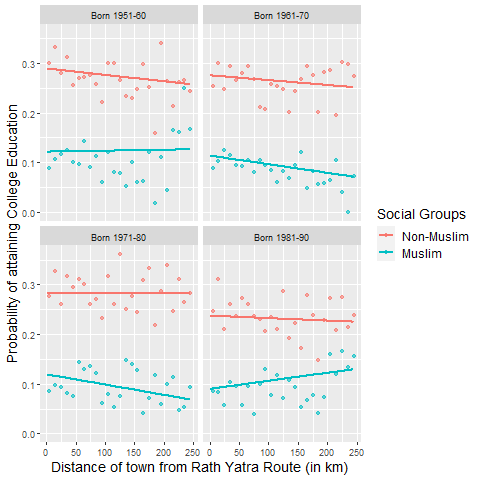 Born 1951-60
Born 1961-70
0.3
0.2
0.1
0.0
Born 1971-80
Born 1981-90
0.3
0.2
0.1
0.0
0 50 100 150 200 250
0 50 100 150 200 250
Distance of town from Rath Yatra Route (in km)
Probability of attaining College Education
Social Groups
Non-Muslim
Muslim